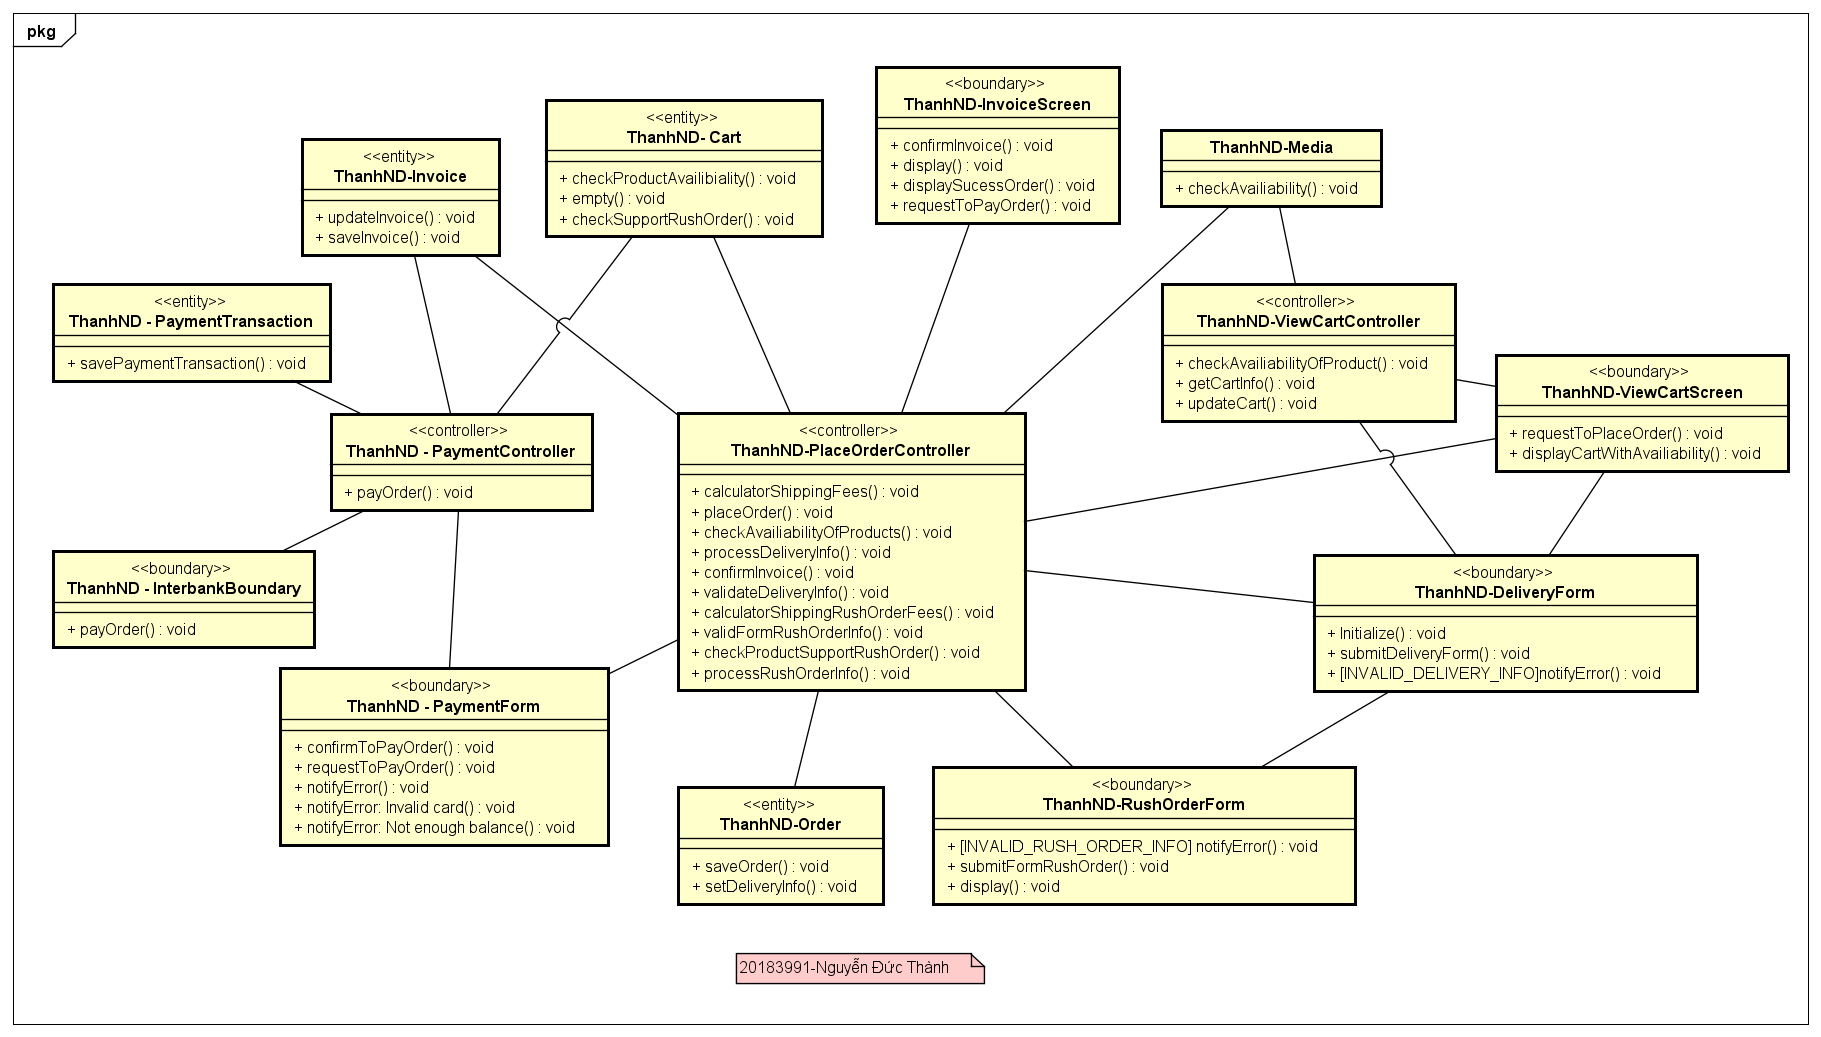 pkg
<<boundary>>
ThanhND-InvoiceScreen
+ confirmInvoice() : void
+ display() : void
+ displaySucessOrder() : void
+ requestToPayOrder() : void
<<entity>>
ThanhND- Cart
+ checkProductAvailibiality() : void
+ empty() : void
+ checkSupportRushOrder() : void
ThanhND-Media
+ checkAvailiability() : void
<<entity>>
ThanhND-Invoice
+ updateInvoice() : void
+ saveInvoice() : void
<<entity>>
ThanhND - PaymentTransaction
+ savePaymentTransaction() : void
<<controller>>
ThanhND-ViewCartController
+ checkAvailiabilityOfProduct() : void
+ getCartInfo() : void
+ updateCart() : void
<<boundary>>
ThanhND-ViewCartScreen
+ requestToPlaceOrder() : void
+ displayCartWithAvailiability() : void
<<controller>>
ThanhND - PaymentController
+ payOrder() : void
<<controller>>
ThanhND-PlaceOrderController
+ calculatorShippingFees() : void
+ placeOrder() : void
+ checkAvailiabilityOfProducts() : void
+ processDeliveryInfo() : void
+ confirmInvoice() : void
+ validateDeliveryInfo() : void
+ calculatorShippingRushOrderFees() : void
+ validFormRushOrderInfo() : void
+ checkProductSupportRushOrder() : void
+ processRushOrderInfo() : void
<<boundary>>
ThanhND - InterbankBoundary
+ payOrder() : void
<<boundary>>
ThanhND-DeliveryForm
+ Initialize() : void
+ submitDeliveryForm() : void
+ [INVALID_DELIVERY_INFO]notifyError() : void
<<boundary>>
ThanhND - PaymentForm
+ confirmToPayOrder() : void
+ requestToPayOrder() : void
+ notifyError() : void
+ notifyError: Invalid card() : void
+ notifyError: Not enough balance() : void
<<entity>>
ThanhND-Order
+ saveOrder() : void
+ setDeliveryInfo() : void
<<boundary>>
ThanhND-RushOrderForm
+ [INVALID_RUSH_ORDER_INFO] notifyError() : void
+ submitFormRushOrder() : void
+ display() : void
20183991-Nguyễn Đức Thành